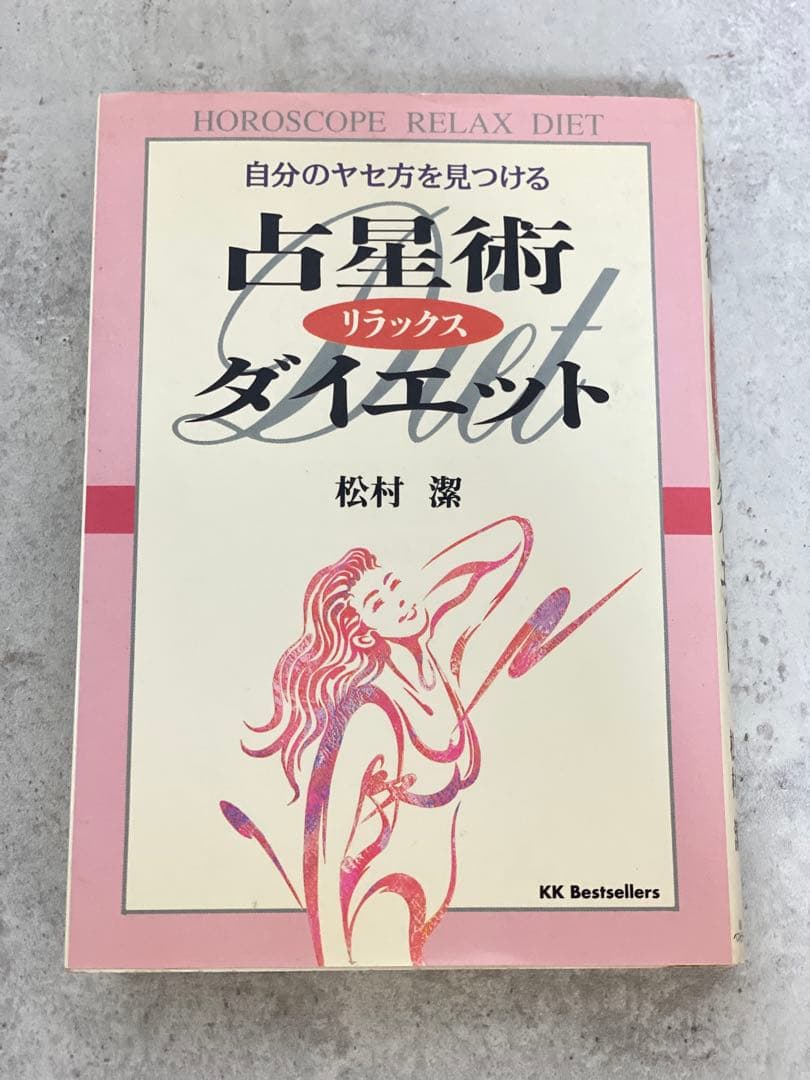 HOROSCOPE RELAX DIET
自分のヤセ方を見つける
占星術
リラックス
Diet
ダイエット
松村 潔
KK Bestsellers